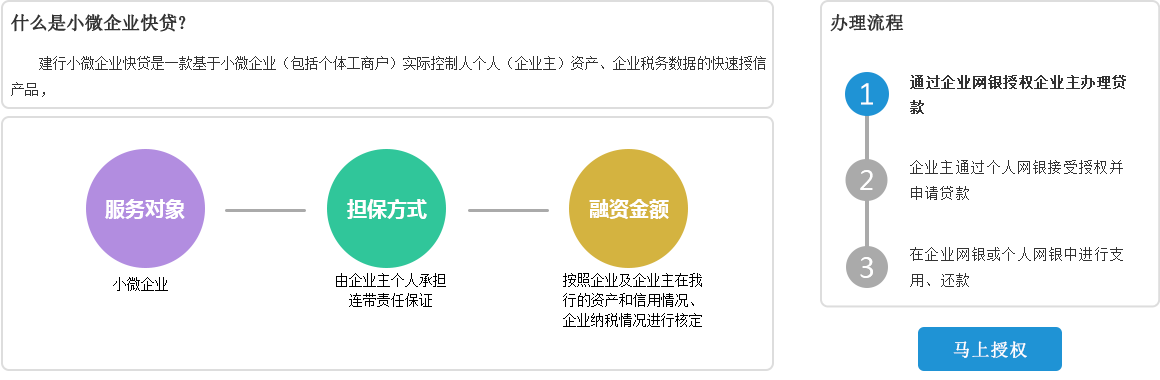 什么是小微企业快贷?
建行小微企业快贷是一款基于小微企业（包括个体工商户）实际控制人个人（企业主）资产、企业税务数据的快速授信
产品，
服务对象
担保方式
融资金额
小微企业
由企业主个人承担
连带责任保证
按照企业及企业主在我
行的资产和信用情况、
企业纳税情况进行核定
办理流程
1
通过企业网银授权企业主办理贷
款
2
企业主通过个人网银接受授权并
申请贷款
3
在企业网银或个人网银中进行支
用、还款
马上授权